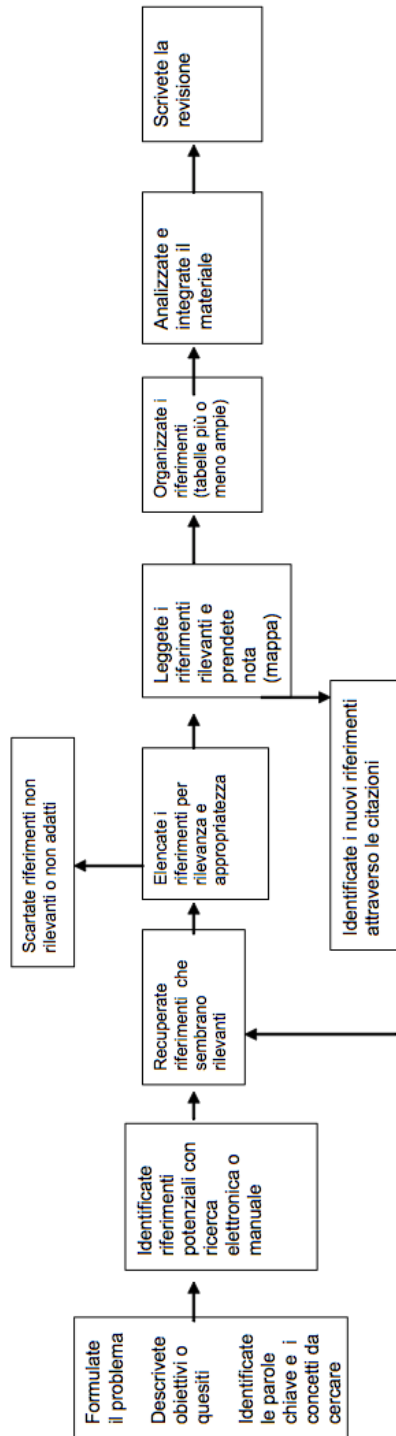 Formulate
il problema
Descrivete
obiettivi o
quesiti
Identificate
le parole
chiave e i
concetti da
cercare
Identificate
riferimenti
potenziali con
ricerca
elettronica o
manuale
Recuperate
riferimenti che
sembrano
rilevanti
Elencate i
riferimenti per
rilevanza e
appropriatezza
Scartate riferimenti non
rilevanti o non adatti
Leggete i
riferimenti
rilevanti e
prendete
nota
(mappa)
Identificate i nuovi riferimenti
attraverso le citazioni
Organizzate i
riferimenti
(tabelle più o
meno ampie)
Analizzate e
integrate il
materiale
Scrivete la
revisione